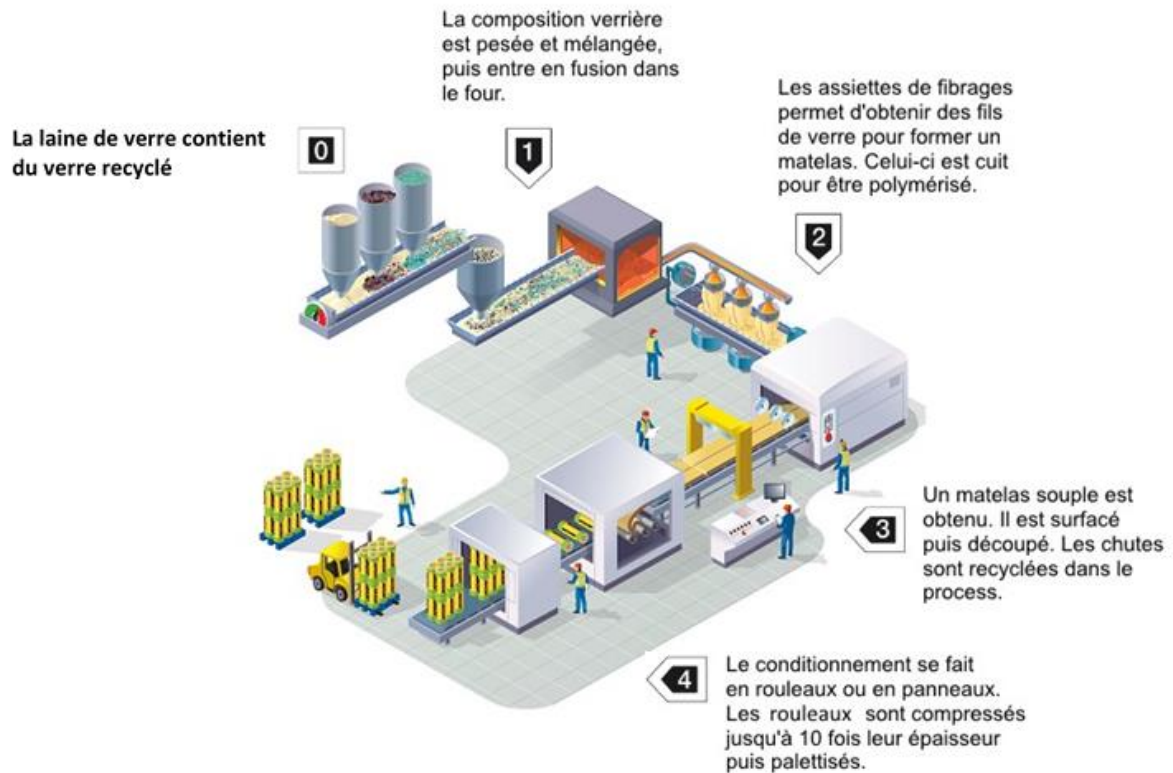 La composition verrière
est pesée et mélangée,
puis entre en fusion dans
le four.
Les assiettes de fibrages
permet d'obtenir des fils
de verre pour former un
matelas. Celui-ci est cuit
pour être polymérisé.
La laine de verre contient
du verre recyclé
0
1
2
Un matelas souple est
obtenu. Il est surfacé
puis découpé. Les chutes
sont recyclées dans le
process.
3
Le conditionnement se fait
en rouleaux ou en panneaux.
Les rouleaux sont compressés
jusqu'à 10 fois leur épaisseur
puis palettisés.
4